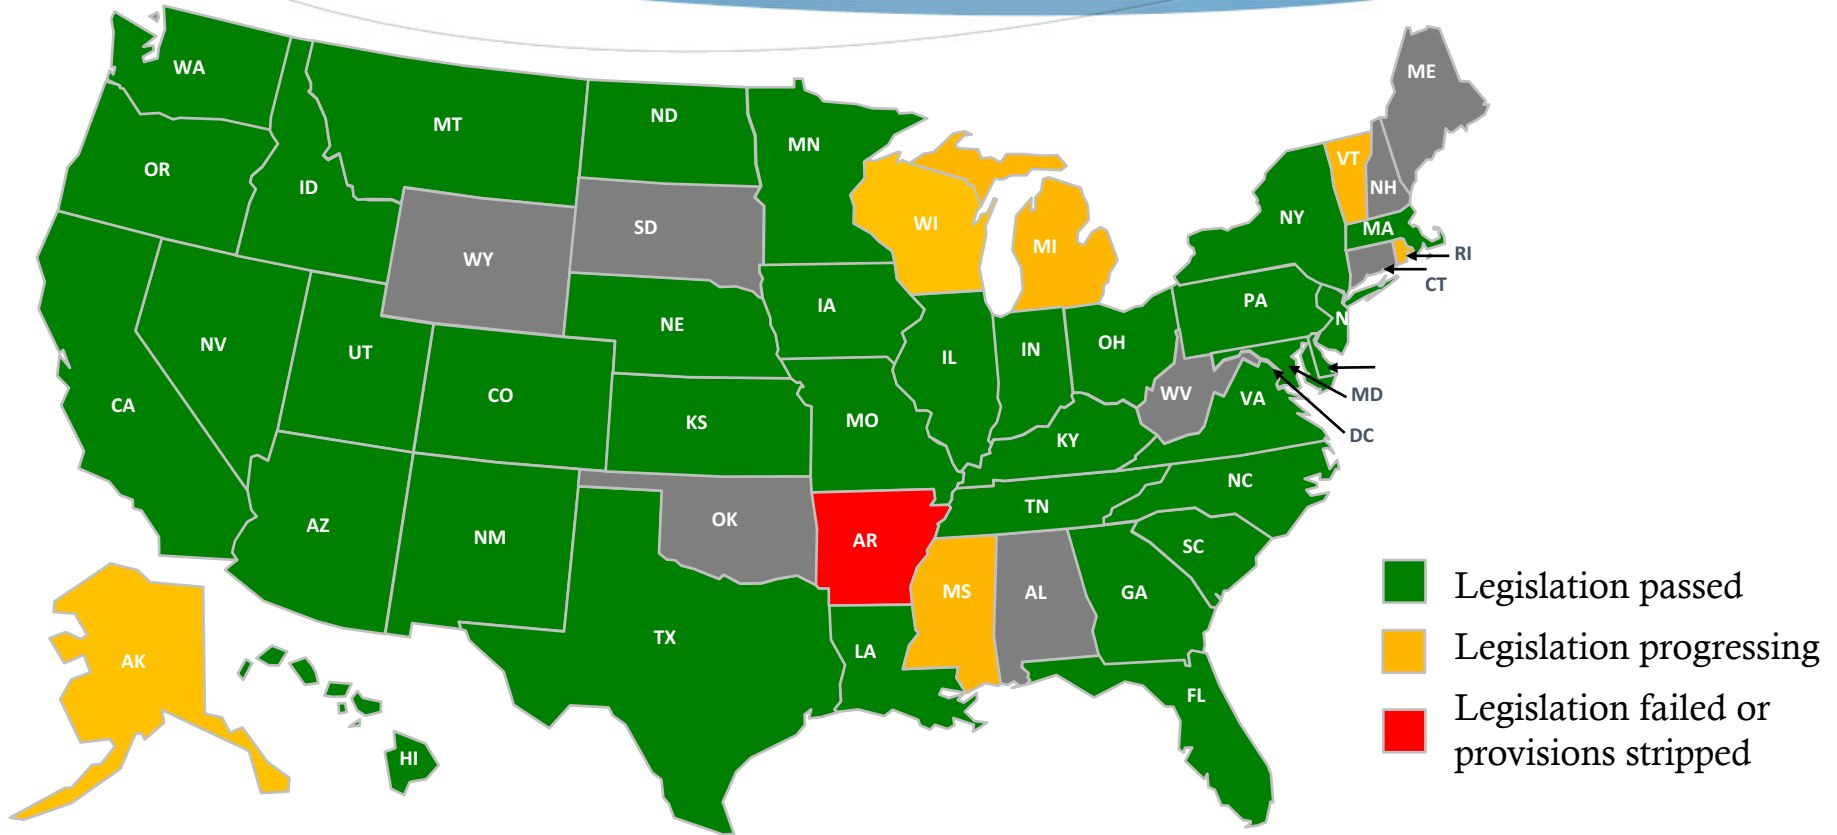 ME
WA
ND
MT
MN
VT
OR
ID
NH
NY
WI
SD
MA
MI
RI
WY
CT
PA
IA
N
NE
NV
OH
IN
UT
IL
WV
MD
CO
VA
CA
MO
KS
DC
KY
NC
TN
OK
AZ
NM
AR
SC
MS
AL
GA
TX
LA
AK
FL
HI
Legislation passed
Legislation progressing
Legislation failed or
provisions stripped